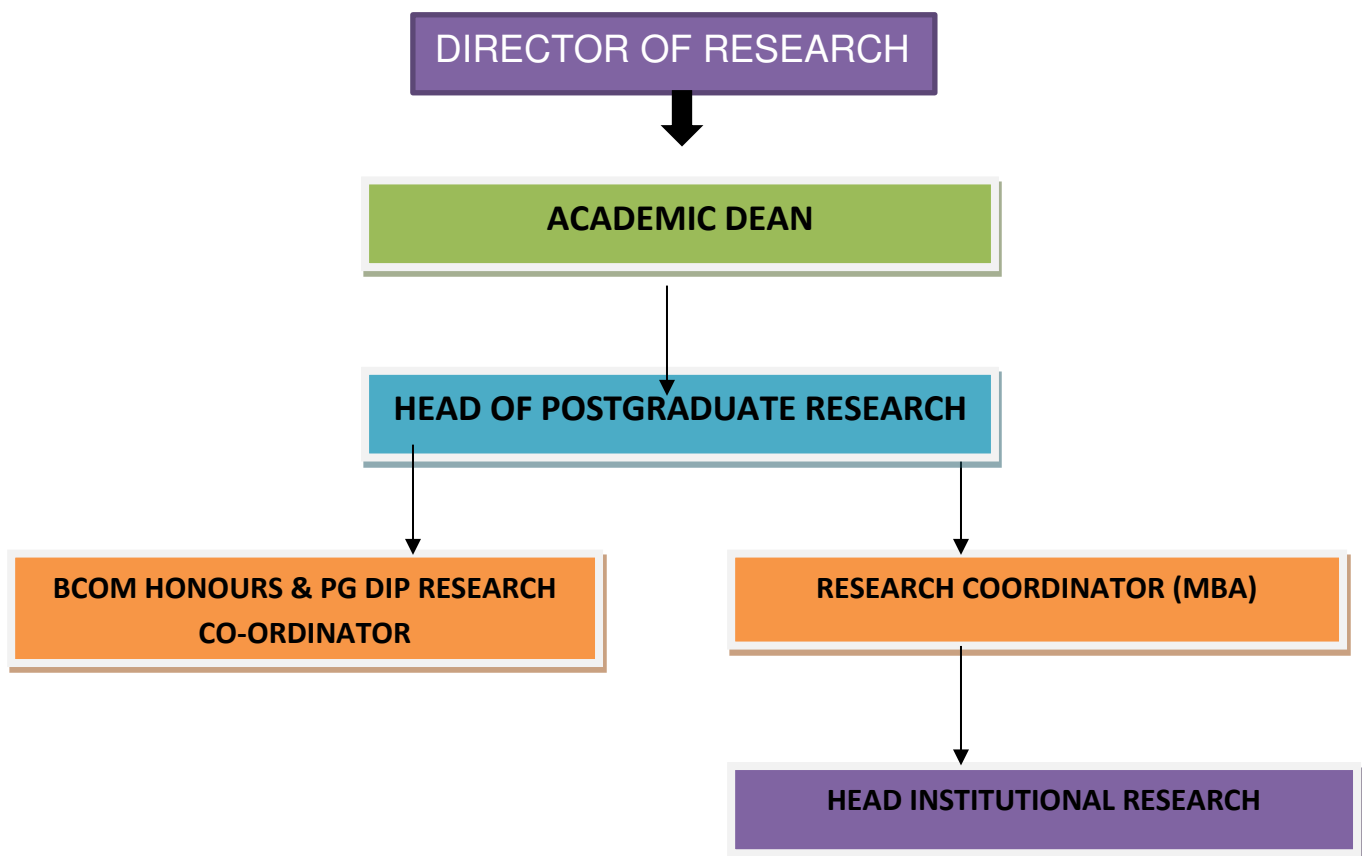 DIRECTOR OF RESEARCH
ACADEMIC DEAN
HEAD OF POSTGRADUATE RESEARCH
BCOM HONOURS & PG DIP RESEARCH
CO-ORDINATOR
RESEARCH COORDINATOR (MBA)
HEAD INSTITUTIONAL RESEARCH